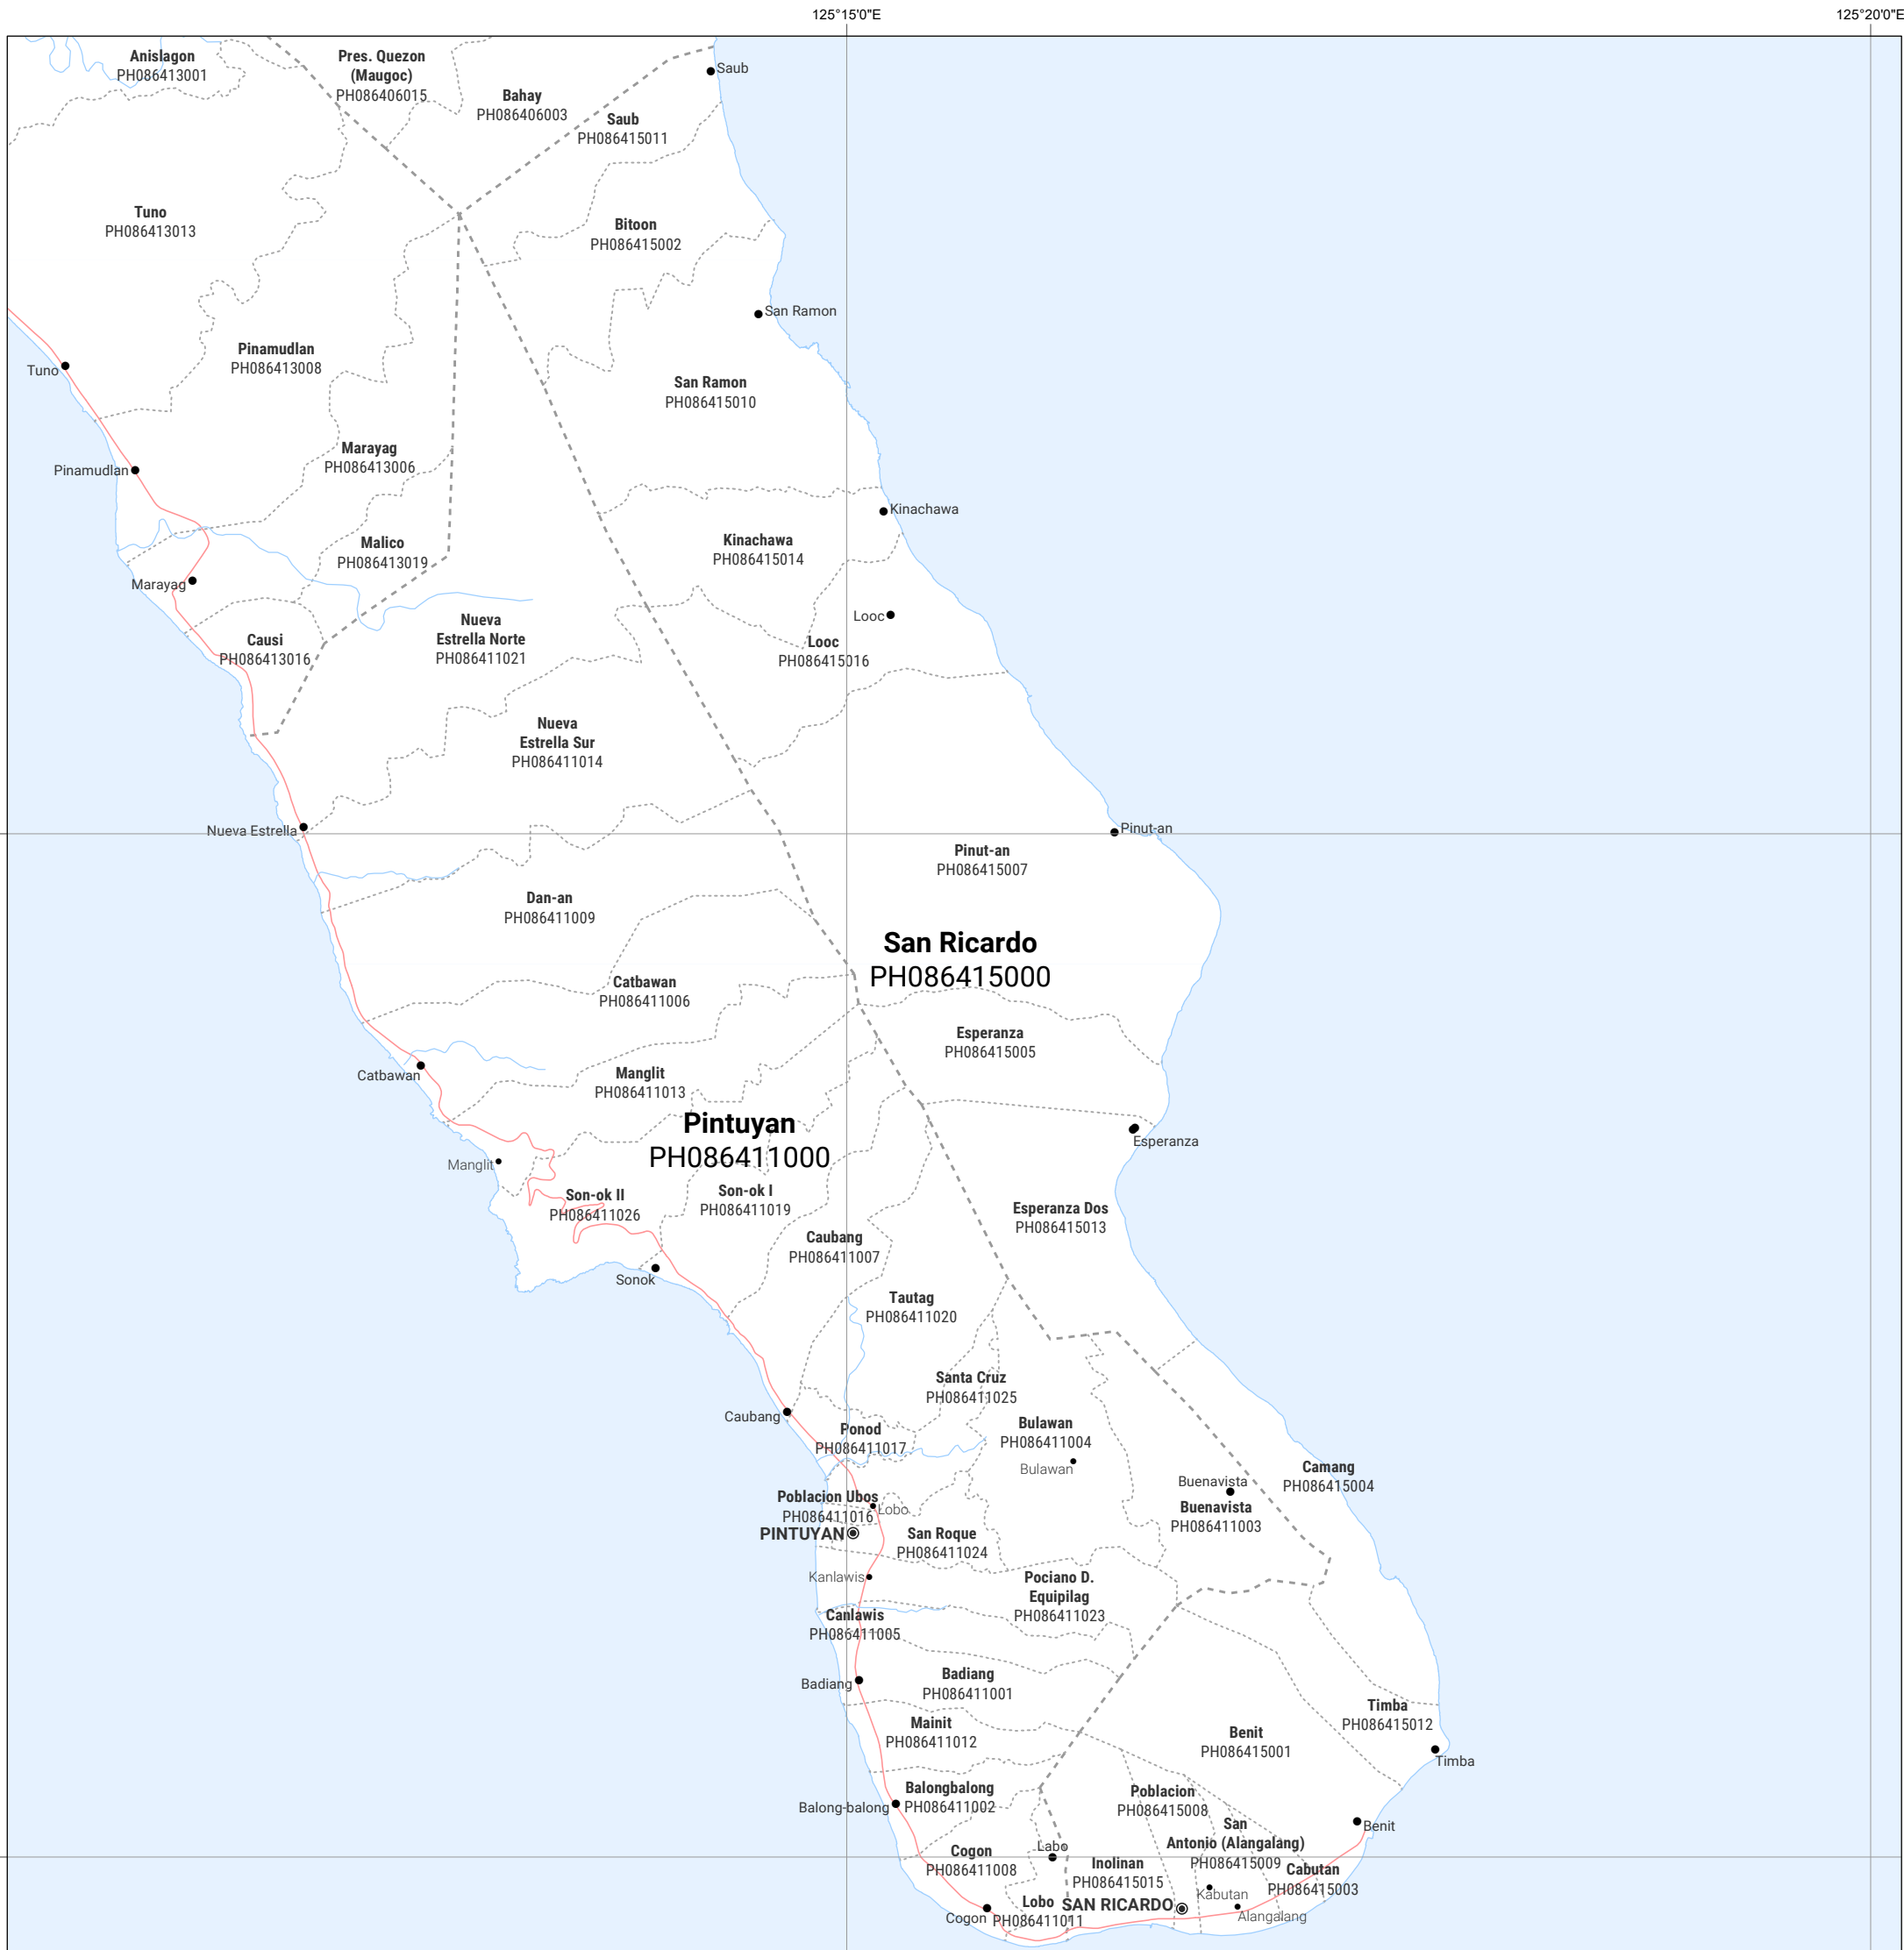 125°15'0"E
125°20'0"E
Anislagon
PH086413001
Pres. Quezon
(Maugoc)
PH086406015
Bahay
PH086406003
Saub
Saub
PH086415011
Tuno
PH086413013
Bitoon
PH086415002
San Ramon
Pinamudlan
PH086413008
Tuno
San Ramon
PH086415010
Marayag
PH086413006
Pinamudlan
Kinachawa
Malico
PH086413019
Kinachawa
PH086415014
Marayag
Looc
Nueva
Estrella Norte
PH086411021
Causi
PH086413016
Looc
PH086415016
Nueva
Estrella Sur
PH086411014
Nueva Estrella
Pinut-an
Pinut-an
PH086415007
Dan-an
PH086411009
San Ricardo
PH086415000
Catbawan
PH086411006
Esperanza
PH086415005
Catbawan
Manglit
PH086411013
Pintuyan
PH086411000
Esperanza
Manglit
Son-ok II
PH086411026
Son-ok I
PH086411019
Esperanza Dos
PH086415013
Caubang
PH086411007
Sonok
Tautag
PH086411020
Santa Cruz
PH086411025
Caubang
Ponod
PH086411017
Bulawan
PH086411004
Bulawan
Camang
PH086415004
Buenavista
Buenavista
PH086411003
Poblacion Ubos
PH086411016
Lobo
PINTUYAN
San Roque
PH086411024
Kanlawis
Pociano D.
Equipilag
PH086411023
Canlawis
PH086411005
Badiang
Badiang
PH086411001
Timba
PH086415012
Mainit
PH086411012
Benit
PH086415001
Timba
Balongbalong
PH086411002
Balong-balong
Poblacion
PH086415008
Benit
San
Antonio (Alangalang)
PH086415009
Labo
Cogon
PH086411008
Inolinan
PH086415015
Cabutan
PH086415003
Kabutan
Lobo
PH086411011
SAN RICARDO
Cogon
Alangalang